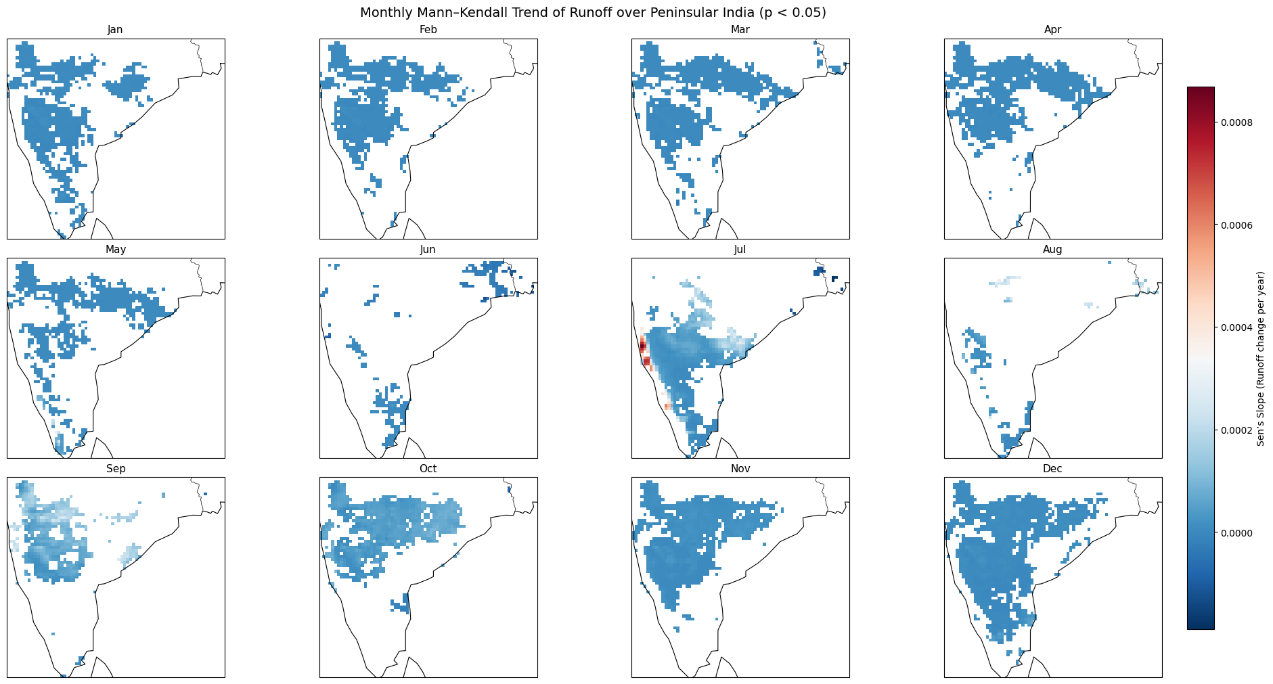 Monthly Mann–Kendall Trend of Runoff over Peninsular India (p < 0.05)
Jan
Feb
Mar
Apr
May
Jun
Jul
Aug
Sep
Oct
Nov
Dec
0.0008
0.0006
0.0004
0.0002
0.0000
Sen's Slope (Runoff change per year)